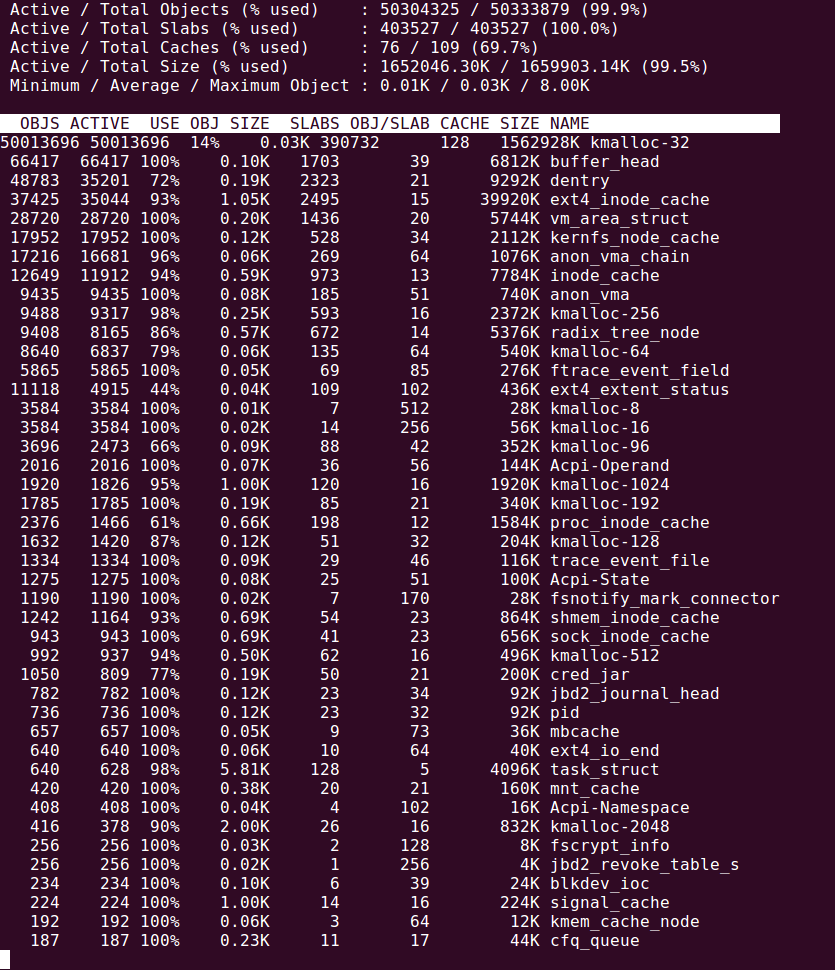 Active / Total Objects (% used)    : 50304325 / 50333879 (99.9%)
Active / Total Slabs (% used)      : 403527 / 403527 (100.0%)
Active / Total Caches (% used)     : 76 / 109 (69.7%)
Active / Total Size (% used)       : 1652046.30K / 1659903.14K (99.5%)
Minimum / Average / Maximum Object : 0.01K / 0.03K / 8.00K
OBJS ACTIVE  USE OBJ SIZE  SLABS OBJ/SLAB CACHE SIZE NAME
50013696 50013696  14%    0.03K 390732      128   1562928K kmalloc-32
66417  66417 100%    0.10K   1703       39      6812K buffer_head
48783  35201  72%    0.19K   2323       21      9292K dentry
37425  35044  93%    1.05K   2495       15     39920K ext4_inode_cache
28720  28720 100%    0.20K   1436       20      5744K vm_area_struct
17952  17952 100%    0.12K    528       34      2112K kernfs_node_cache
17216  16681  96%    0.06K    269       64      1076K anon_vma_chain
12649  11912  94%    0.59K    973       13      7784K inode_cache
9435   9435 100%    0.08K    185       51       740K anon_vma
9488   9317  98%    0.25K    593       16      2372K kmalloc-256
9408   8165  86%    0.57K    672       14      5376K radix_tree_node
8640   6837  79%    0.06K    135       64       540K kmalloc-64
5865   5865 100%    0.05K     69       85       276K ftrace_event_field
11118   4915  44%    0.04K    109      102       436K ext4_extent_status
3584   3584 100%    0.01K      7      512        28K kmalloc-8
3584   3584 100%    0.02K     14      256        56K kmalloc-16
3696   2473  66%    0.09K     88       42       352K kmalloc-96
2016   2016 100%    0.07K     36       56       144K Acpi-Operand
1920   1826  95%    1.00K    120       16      1920K kmalloc-1024
1785   1785 100%    0.19K     85       21       340K kmalloc-192
2376   1466  61%    0.66K    198       12      1584K proc_inode_cache
1632   1420  87%    0.12K     51       32       204K kmalloc-128
1334   1334 100%    0.09K     29       46       116K trace_event_file
1275   1275 100%    0.08K     25       51       100K Acpi-State
1190   1190 100%    0.02K      7      170        28K fsnotify_mark_connector
1242   1164  93%    0.69K     54       23       864K shmem_inode_cache
943    943 100%    0.69K     41       23       656K sock_inode_cache
992    937  94%    0.50K     62       16       496K kmalloc-512
1050    809  77%    0.19K     50       21       200K cred_jar
782    782 100%    0.12K     23       34        92K jbd2_journal_head
736    736 100%    0.12K     23       32        92K pid
657    657 100%    0.05K      9       73        36K mbcache
640    640 100%    0.06K     10       64        40K ext4_io_end
640    628  98%    5.81K    128        5      4096K task_struct
420    420 100%    0.38K     20       21       160K mnt_cache
408    408 100%    0.04K      4      102        16K Acpi-Namespace
416    378  90%    2.00K     26       16       832K kmalloc-2048
256    256 100%    0.03K      2      128         8K fscrypt_info
256    256 100%    0.02K      1      256         4K jbd2_revoke_table_s
234    234 100%    0.10K      6       39        24K blkdev_ioc
224    224 100%    1.00K     14       16       224K signal_cache
192    192 100%    0.06K      3       64        12K kmem_cache_node
187    187 100%    0.23K     11       17        44K cfq_queue